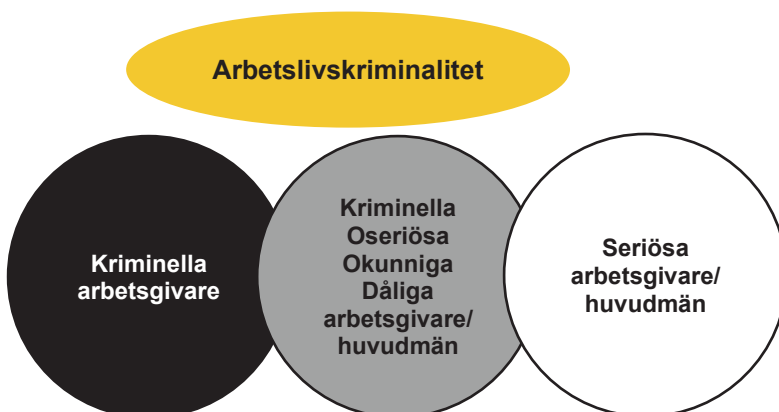 Arbetslivskriminalitet
Kriminella
arbetsgivare
Kriminella
Oseriösa
Okunniga
Dåliga
arbetsgivare/
huvudmän
Seriösa
arbetsgivare/
huvudmän